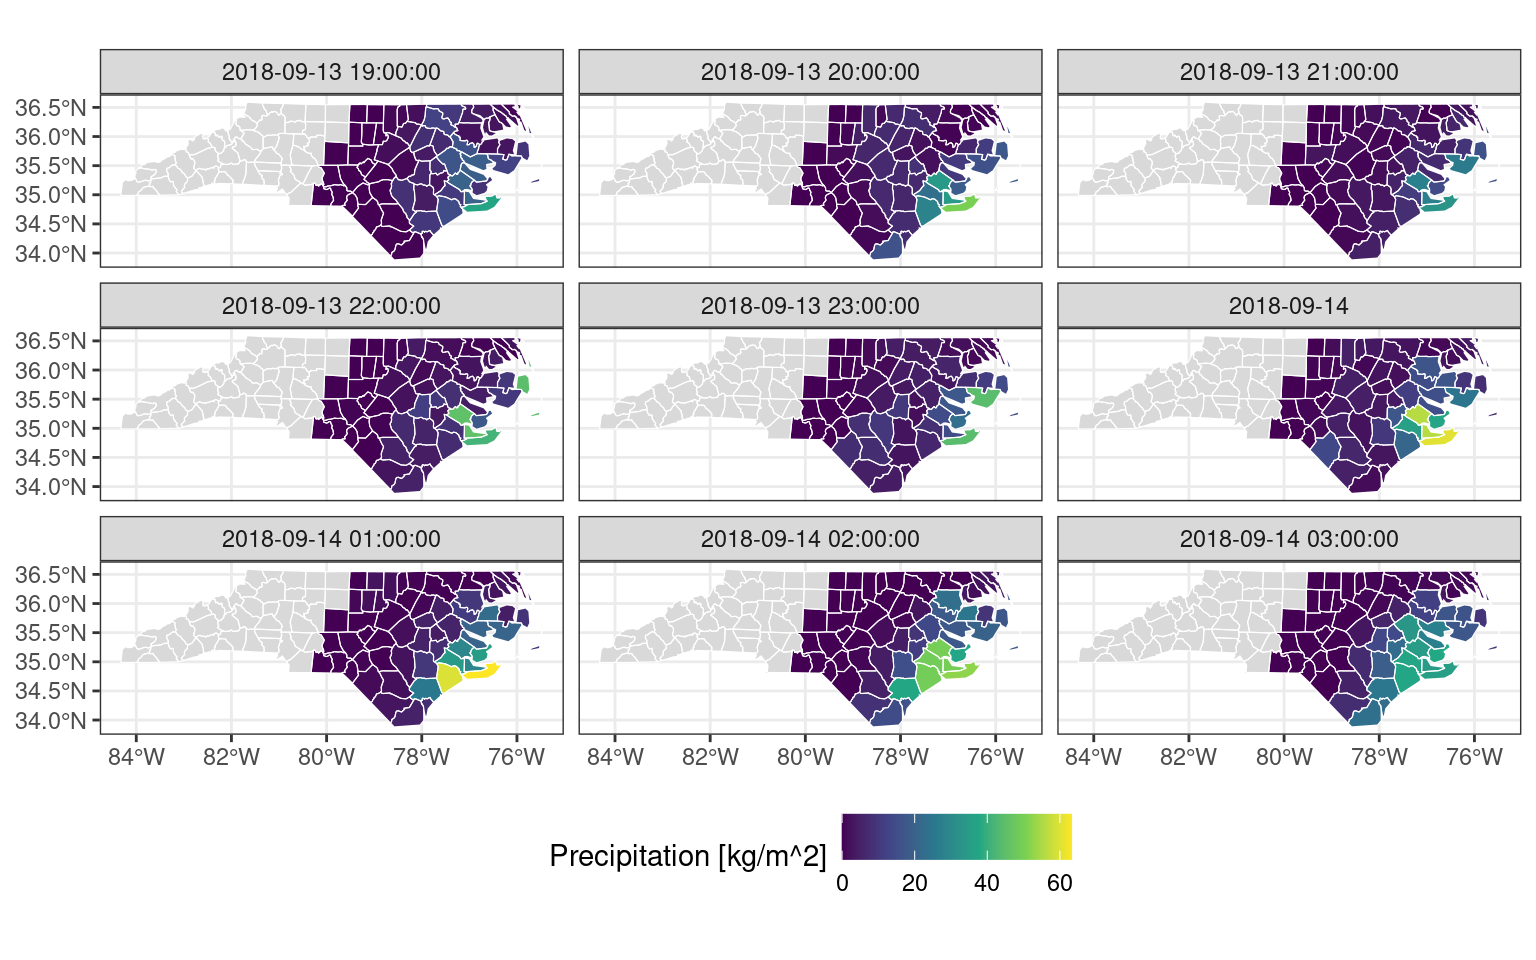 2018-09-13 19:00:00
2018-09-13 20:00:00
2018-09-13 21:00:00
36.5°N
36.0°N
35.5°N
35.0°N
34.5°N
34.0°N
2018-09-13 22:00:00
2018-09-13 23:00:00
2018-09-14
36.5°N
36.0°N
35.5°N
35.0°N
34.5°N
34.0°N
2018-09-14 01:00:00
2018-09-14 02:00:00
2018-09-14 03:00:00
36.5°N
36.0°N
35.5°N
35.0°N
34.5°N
34.0°N
84°W 82°W 80°W 78°W 76°W
84°W 82°W 80°W 78°W 76°W
84°W 82°W 80°W 78°W 76°W
Precipitation [kg/m^2]
0 20 40 60